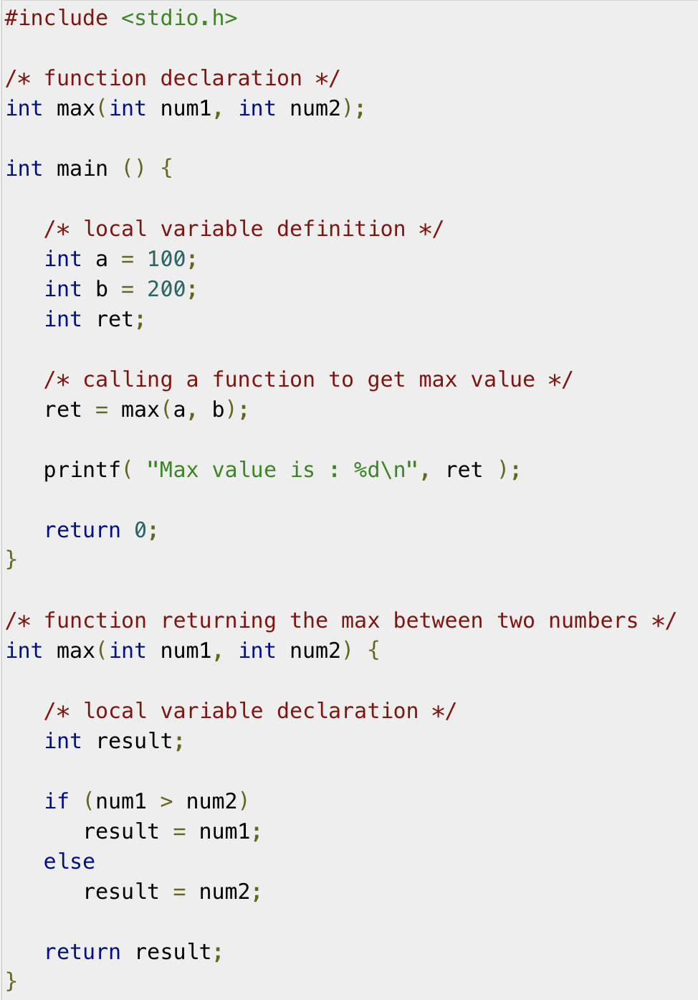 #include <stdio.h>

/* function declaration */
int max(int num1, int num2);

int main () {

   /* local variable definition */
   int a = 100;
   int b = 200;
   int ret;

   /* calling a function to get max value */
   ret = max(a, b);

   printf( "Max value is : %d\n", ret );

   return 0;
}

/* function returning the max between two numbers */
int max(int num1, int num2) {

   /* local variable declaration */
   int result;

   if (num1 > num2)
      result = num1;
   else
      result = num2;

   return result;
}